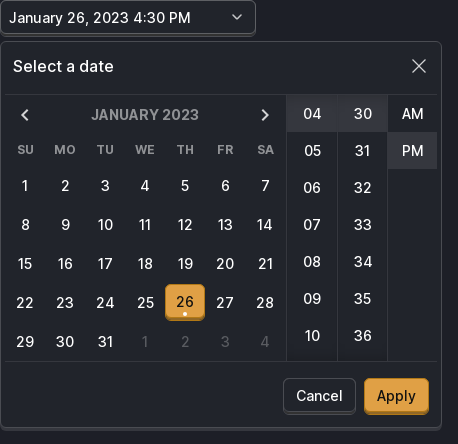 January 26, 2023 4:30 PM
Select a date
JANUARY 2023 04 30 AM
SU MO TU WE TH FR SA 05 31 PM
1 2 3 4 5 6 7 06 32
8 9 10 11 12 13 14 07 33
15 16 17 18 19 20 21 08 34
22 23 24 25 26 27 28 09 35
29 30 31 1 2 3 4 10 36
Cancel Apply